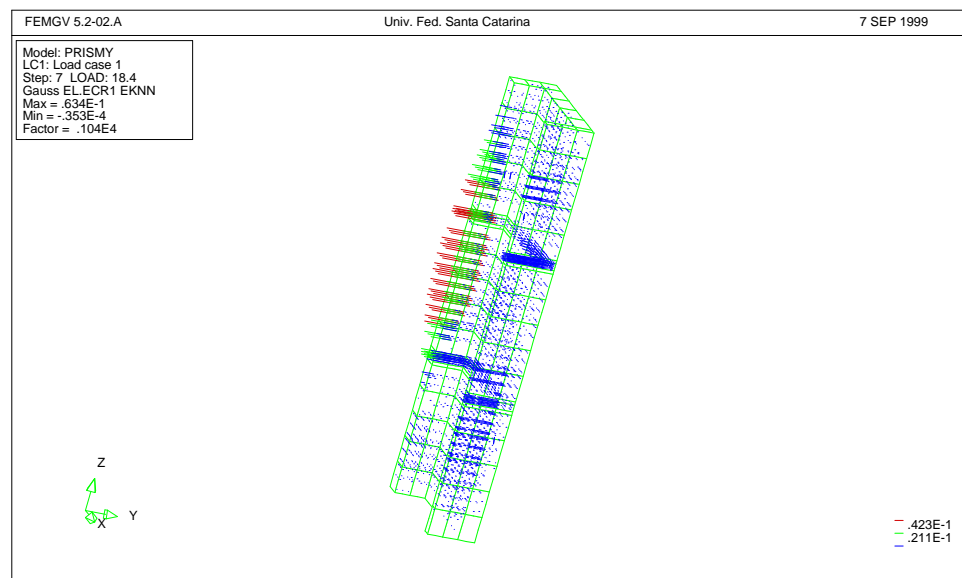 FEMGV 5.2-02.A Univ. Fed. Santa Catarina 7 SEP 1999
Model: PRISMY
LC1: Load case 1
Step: 7 LOAD: 18.4
Gauss EL.ECR1 EKNN
Max = .634E-1
Min = -.353E-4
Factor = .104E4
Z
Y
X
.423E-1
.211E-1